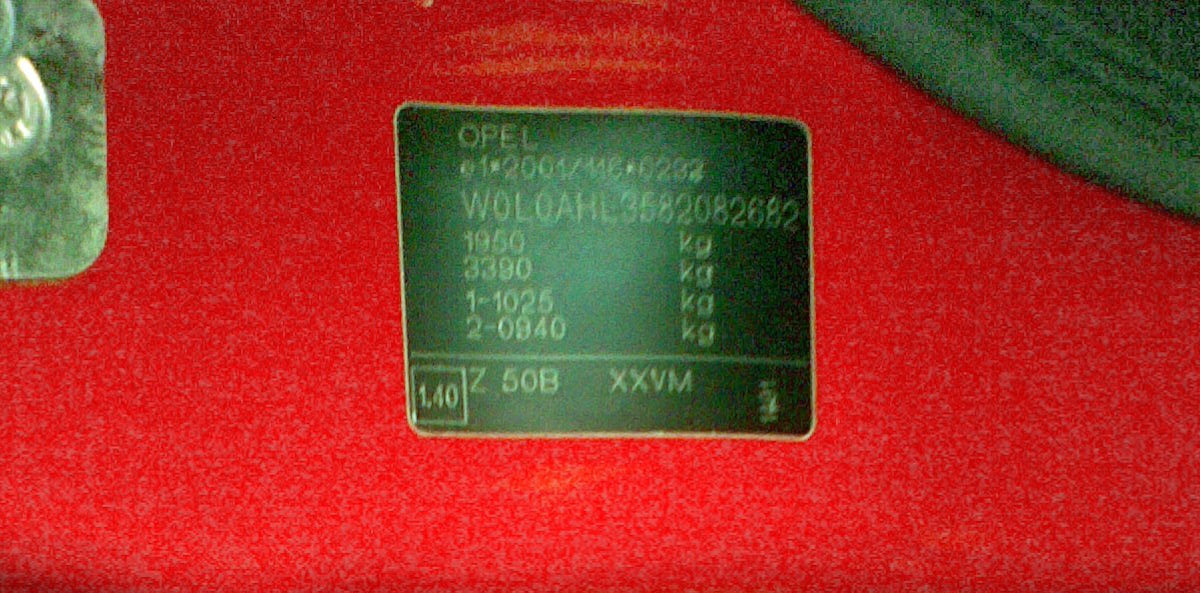 OPEL
e1*2001/116*0292
W0L0AHL3582082682
1950 kg
3390 kg
1-1025 kg
2-0940 kg
1.40 Z 50B XXVM